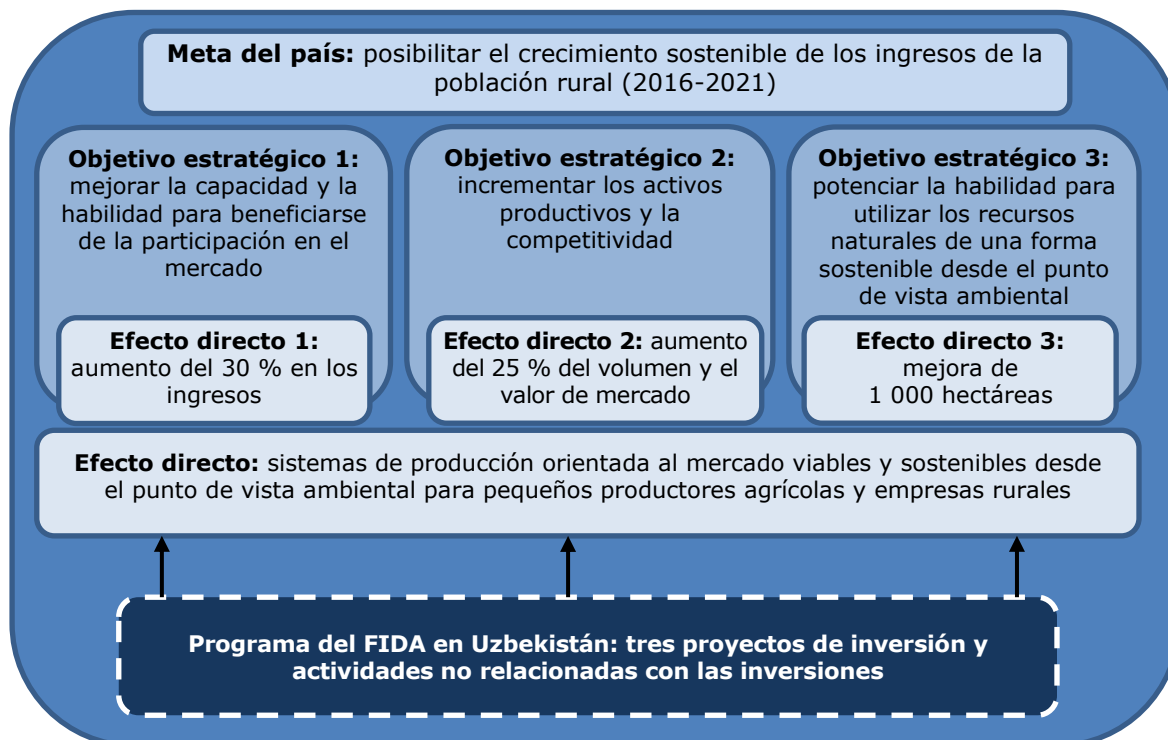 Meta del país: posibilitar el crecimiento sostenible de los ingresos de la
población rural (2016-2021)
Objetivo estratégico 1:
mejorar la capacidad y la
habilidad para beneficiarse
de la participación en el
mercado
Efecto directo 1:
aumento del 30 % en los
ingresos
Objetivo estratégico 2:
incrementar los activos
productivos y la
competitividad
Efecto directo 2: aumento
del 25 % del volumen y el
valor de mercado
Objetivo estratégico 3:
potenciar la habilidad para
utilizar los recursos
naturales de una forma
sostenible desde el punto
de vista ambiental
Efecto directo 3:
mejora de
1 000 hectáreas
Efecto directo: sistemas de producción orientada al mercado viables y sostenibles desde
el punto de vista ambiental para pequeños productores agrícolas y empresas rurales
Programa del FIDA en Uzbekistán: tres proyectos de inversión y
actividades no relacionadas con las inversiones